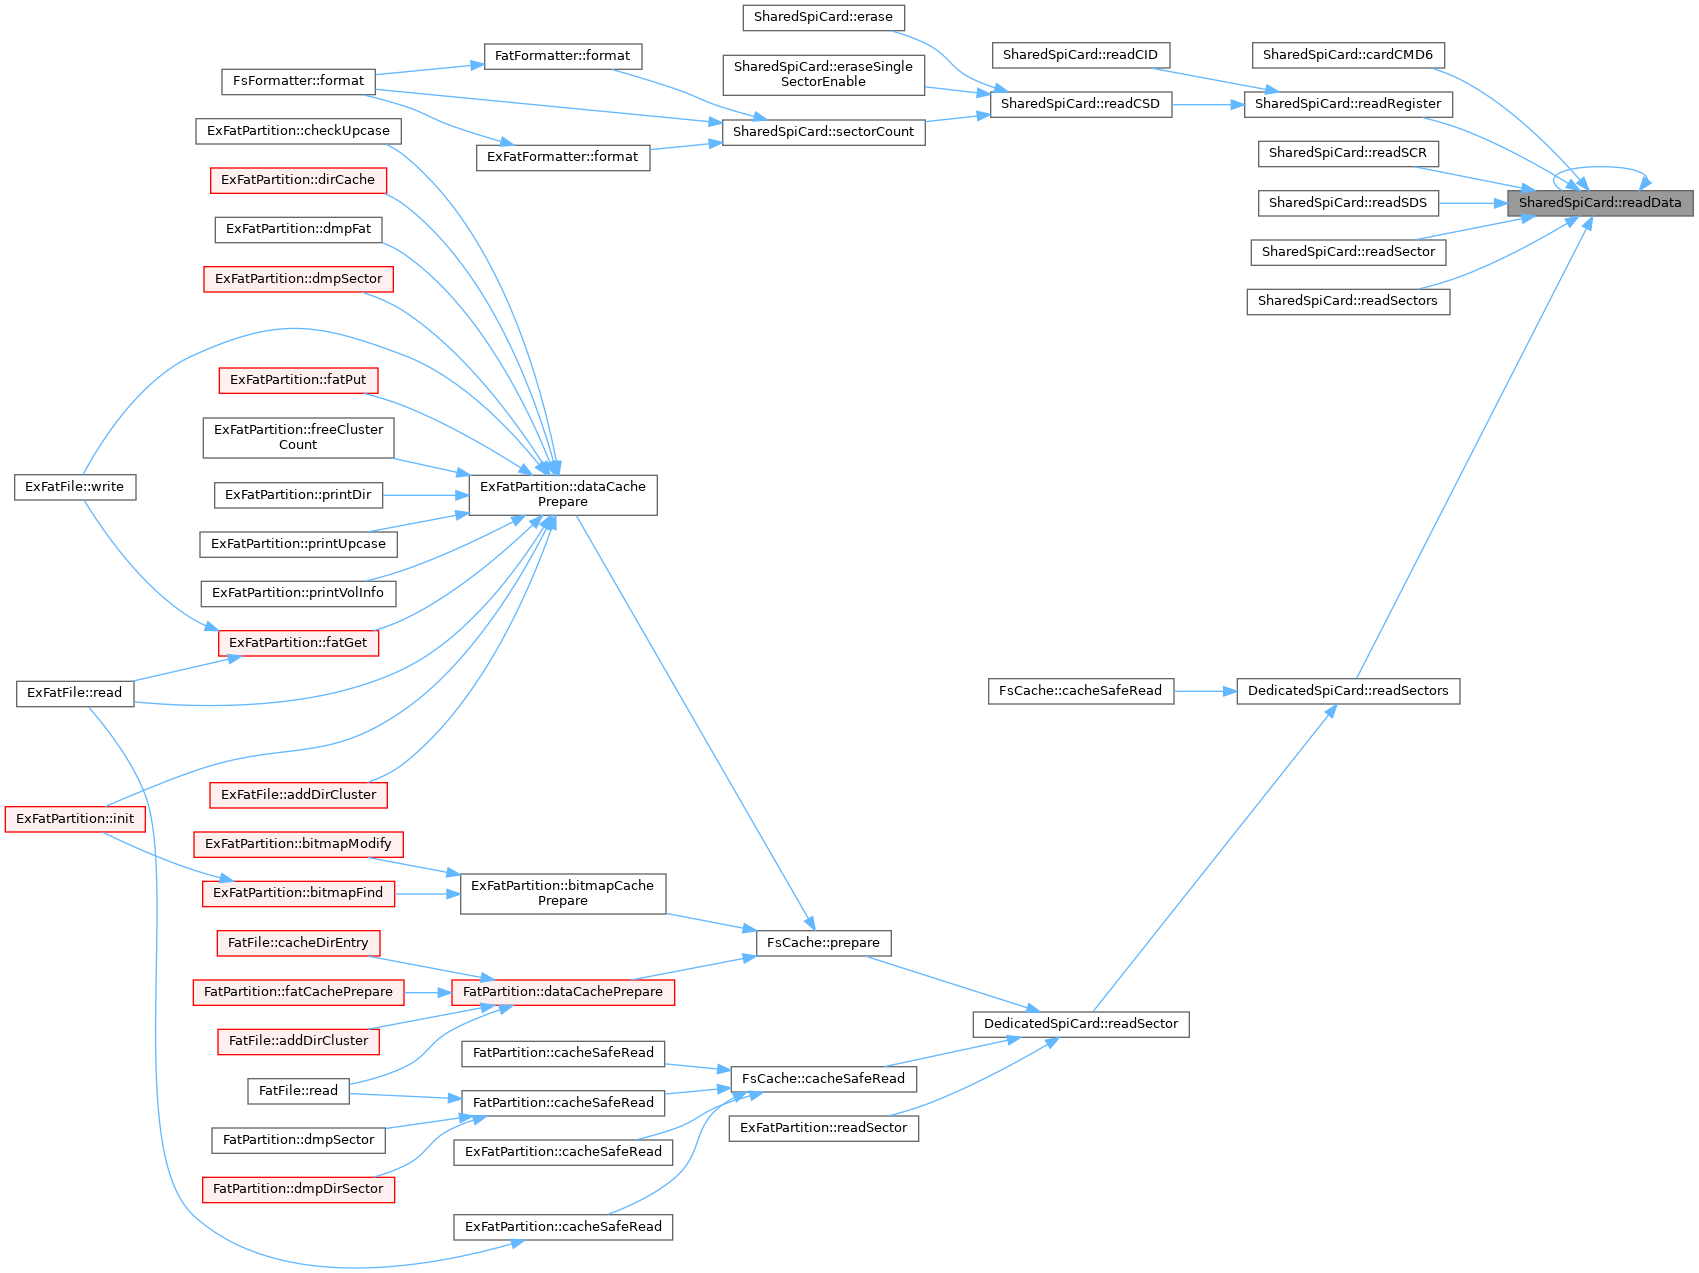 SharedSpiCard::erase
FatFormatter::format
SharedSpiCard::readCID
SharedSpiCard::cardCMD6
SharedSpiCard::eraseSingle
SectorEnable
FsFormatter::format
SharedSpiCard::readCSD
SharedSpiCard::readRegister
ExFatPartition::checkUpcase
SharedSpiCard::sectorCount
ExFatFormatter::format
SharedSpiCard::readSCR
ExFatPartition::dirCache
SharedSpiCard::readSDS
SharedSpiCard::readData
ExFatPartition::dmpFat
SharedSpiCard::readSector
ExFatPartition::dmpSector
SharedSpiCard::readSectors
ExFatPartition::fatPut
ExFatPartition::freeCluster
Count
ExFatFile::write
ExFatPartition::printDir
ExFatPartition::dataCache
Prepare
ExFatPartition::printUpcase
ExFatPartition::printVolInfo
ExFatPartition::fatGet
ExFatFile::read
FsCache::cacheSafeRead
DedicatedSpiCard::readSectors
ExFatFile::addDirCluster
ExFatPartition::init
ExFatPartition::bitmapModify
ExFatPartition::bitmapFind
ExFatPartition::bitmapCache
Prepare
FatFile::cacheDirEntry
FsCache::prepare
FatPartition::fatCachePrepare
FatPartition::dataCachePrepare
DedicatedSpiCard::readSector
FatFile::addDirCluster
FatPartition::cacheSafeRead
FsCache::cacheSafeRead
FatFile::read
FatPartition::cacheSafeRead
ExFatPartition::readSector
FatPartition::dmpSector
ExFatPartition::cacheSafeRead
FatPartition::dmpDirSector
ExFatPartition::cacheSafeRead